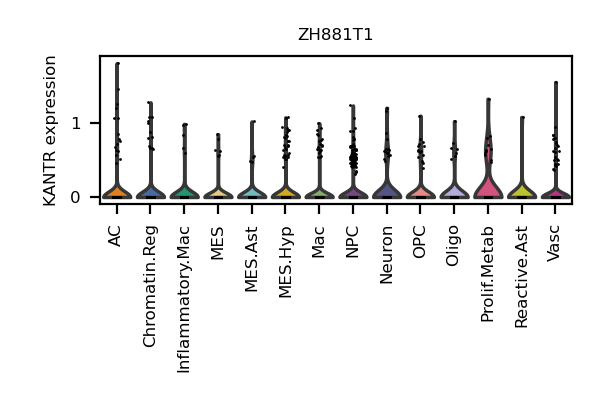 ZH881T1
KANTR expression
1
0
AC
Chromatin.Reg
Inflammatory.Mac
MES
MES.Ast
MES.Hyp
Mac
NPC
Neuron
OPC
Oligo
Prolif.Metab
Reactive.Ast
Vasc